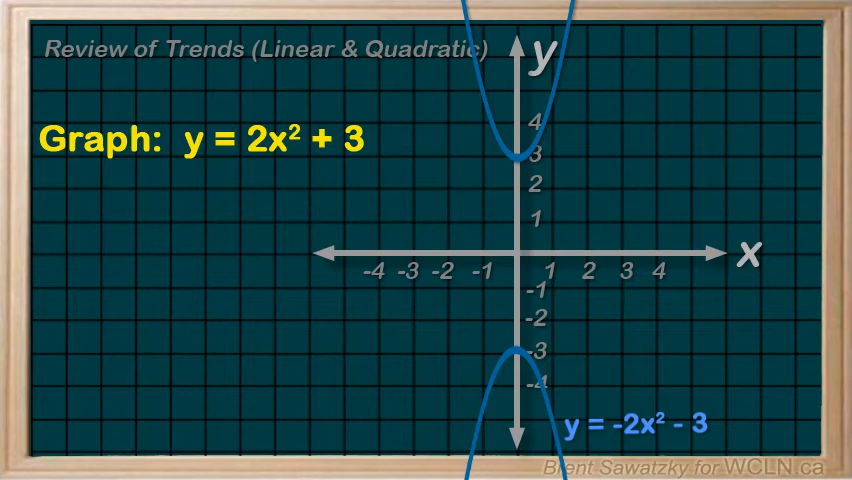 Review of Trends (Linear & Quadratic)
y
Graph: y = 2x² + 3
4
3
2
1
x
-4 -3 -2 -1 1 2 3 4
-1
-2
-3
-4
y = -2x² - 3
Brent Sawatzky for WCLN.ca